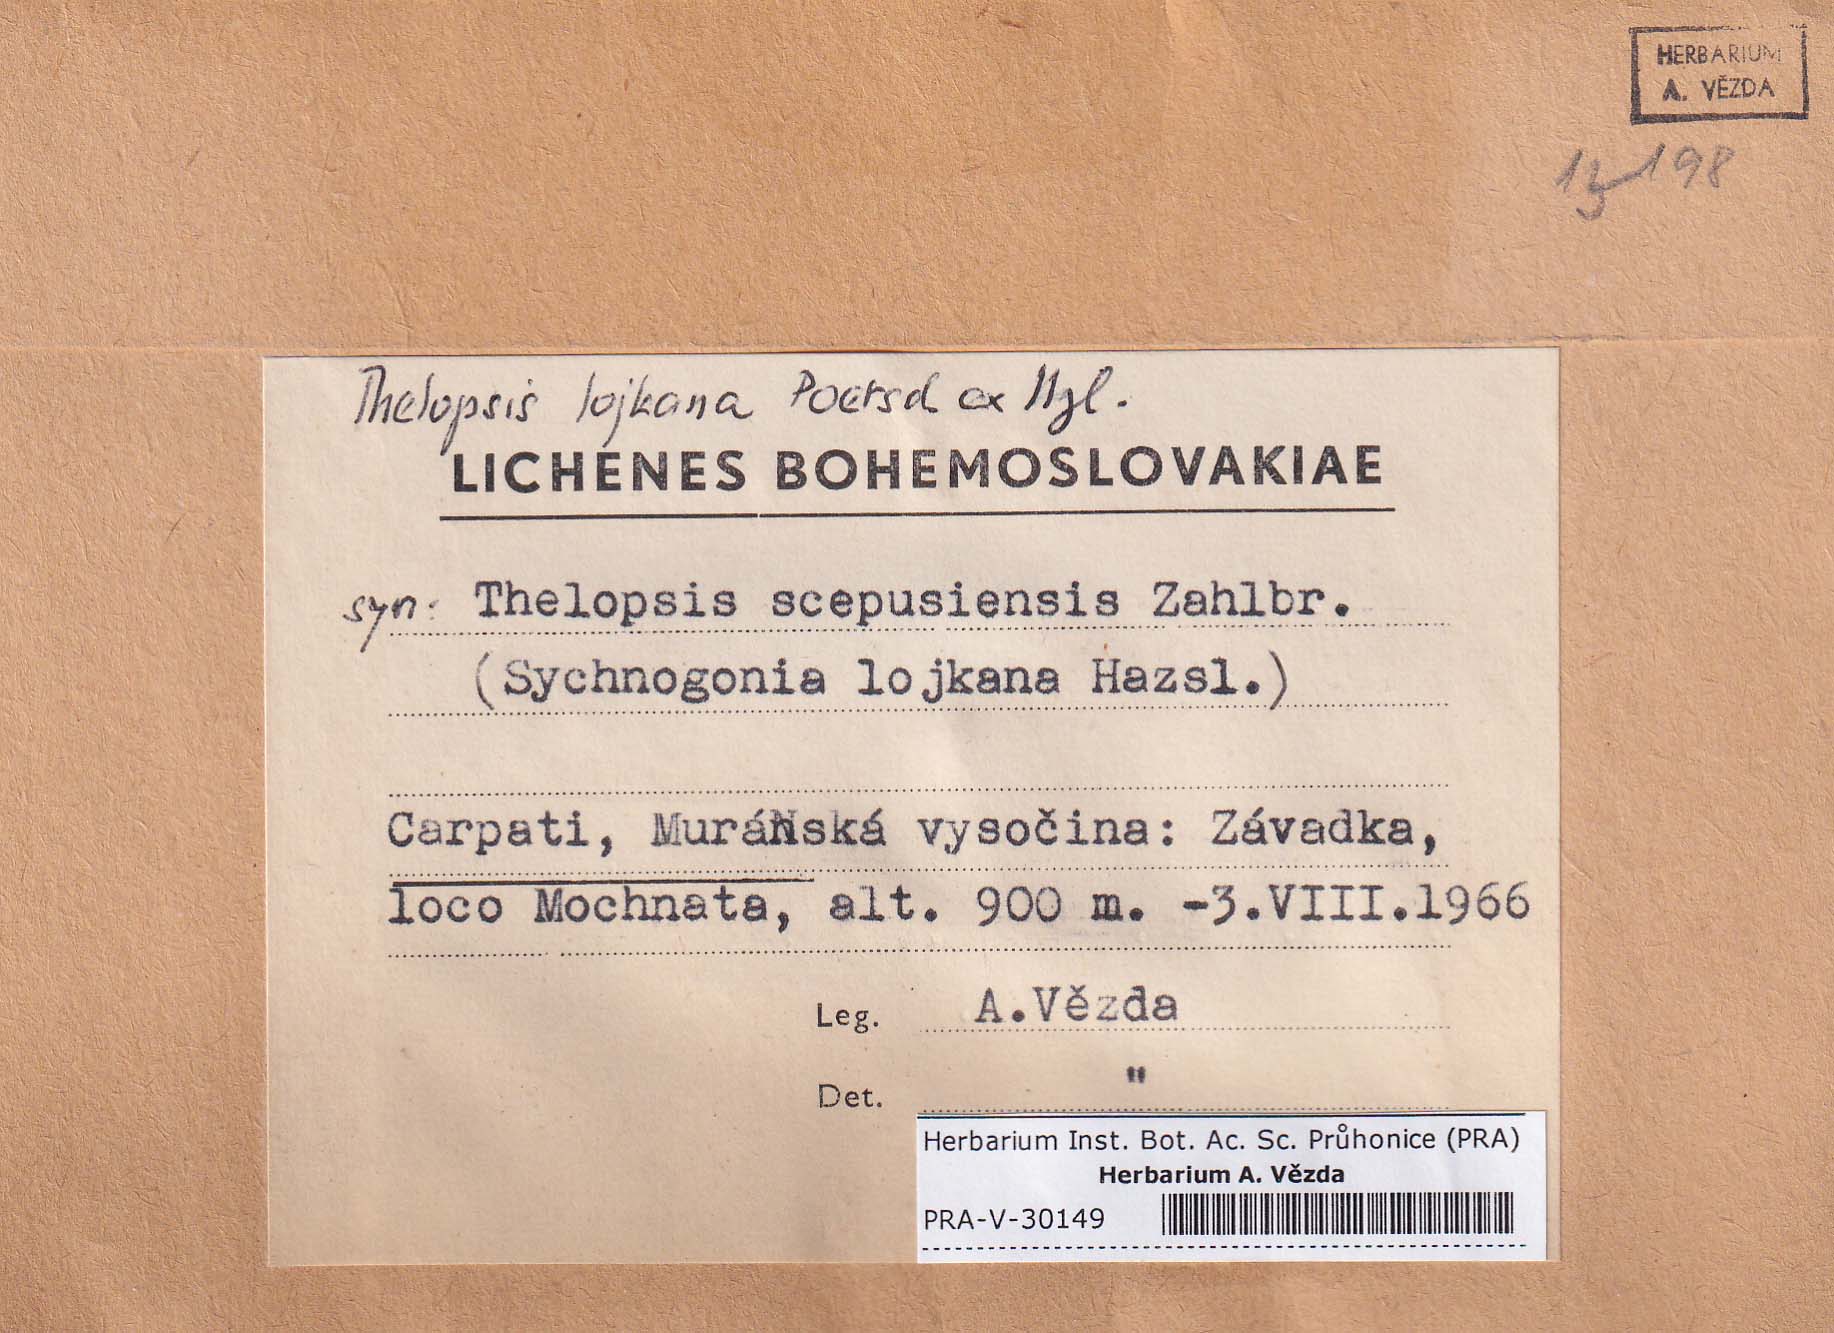 HERBARIUM
A. VĚZDA
Thelopsis lojkana Poetsch ex Nyl.
LICHENES BOHEMOSLOVAKIAE
syn: Thelopsis scepusiensis Zahlbr.
(Sychnogonia lojkana Hazsl.)
Carpati, Muráňská vysočina: Závadka,
loco Mochnata, alt. 900 m. -3.VIII.1966
Leg. A.Vězda
Det. "
Herbarium Inst. Bot. Ac. Sc. Průhonice (PRA)
Herbarium A. Vězda
PRA-V-30149